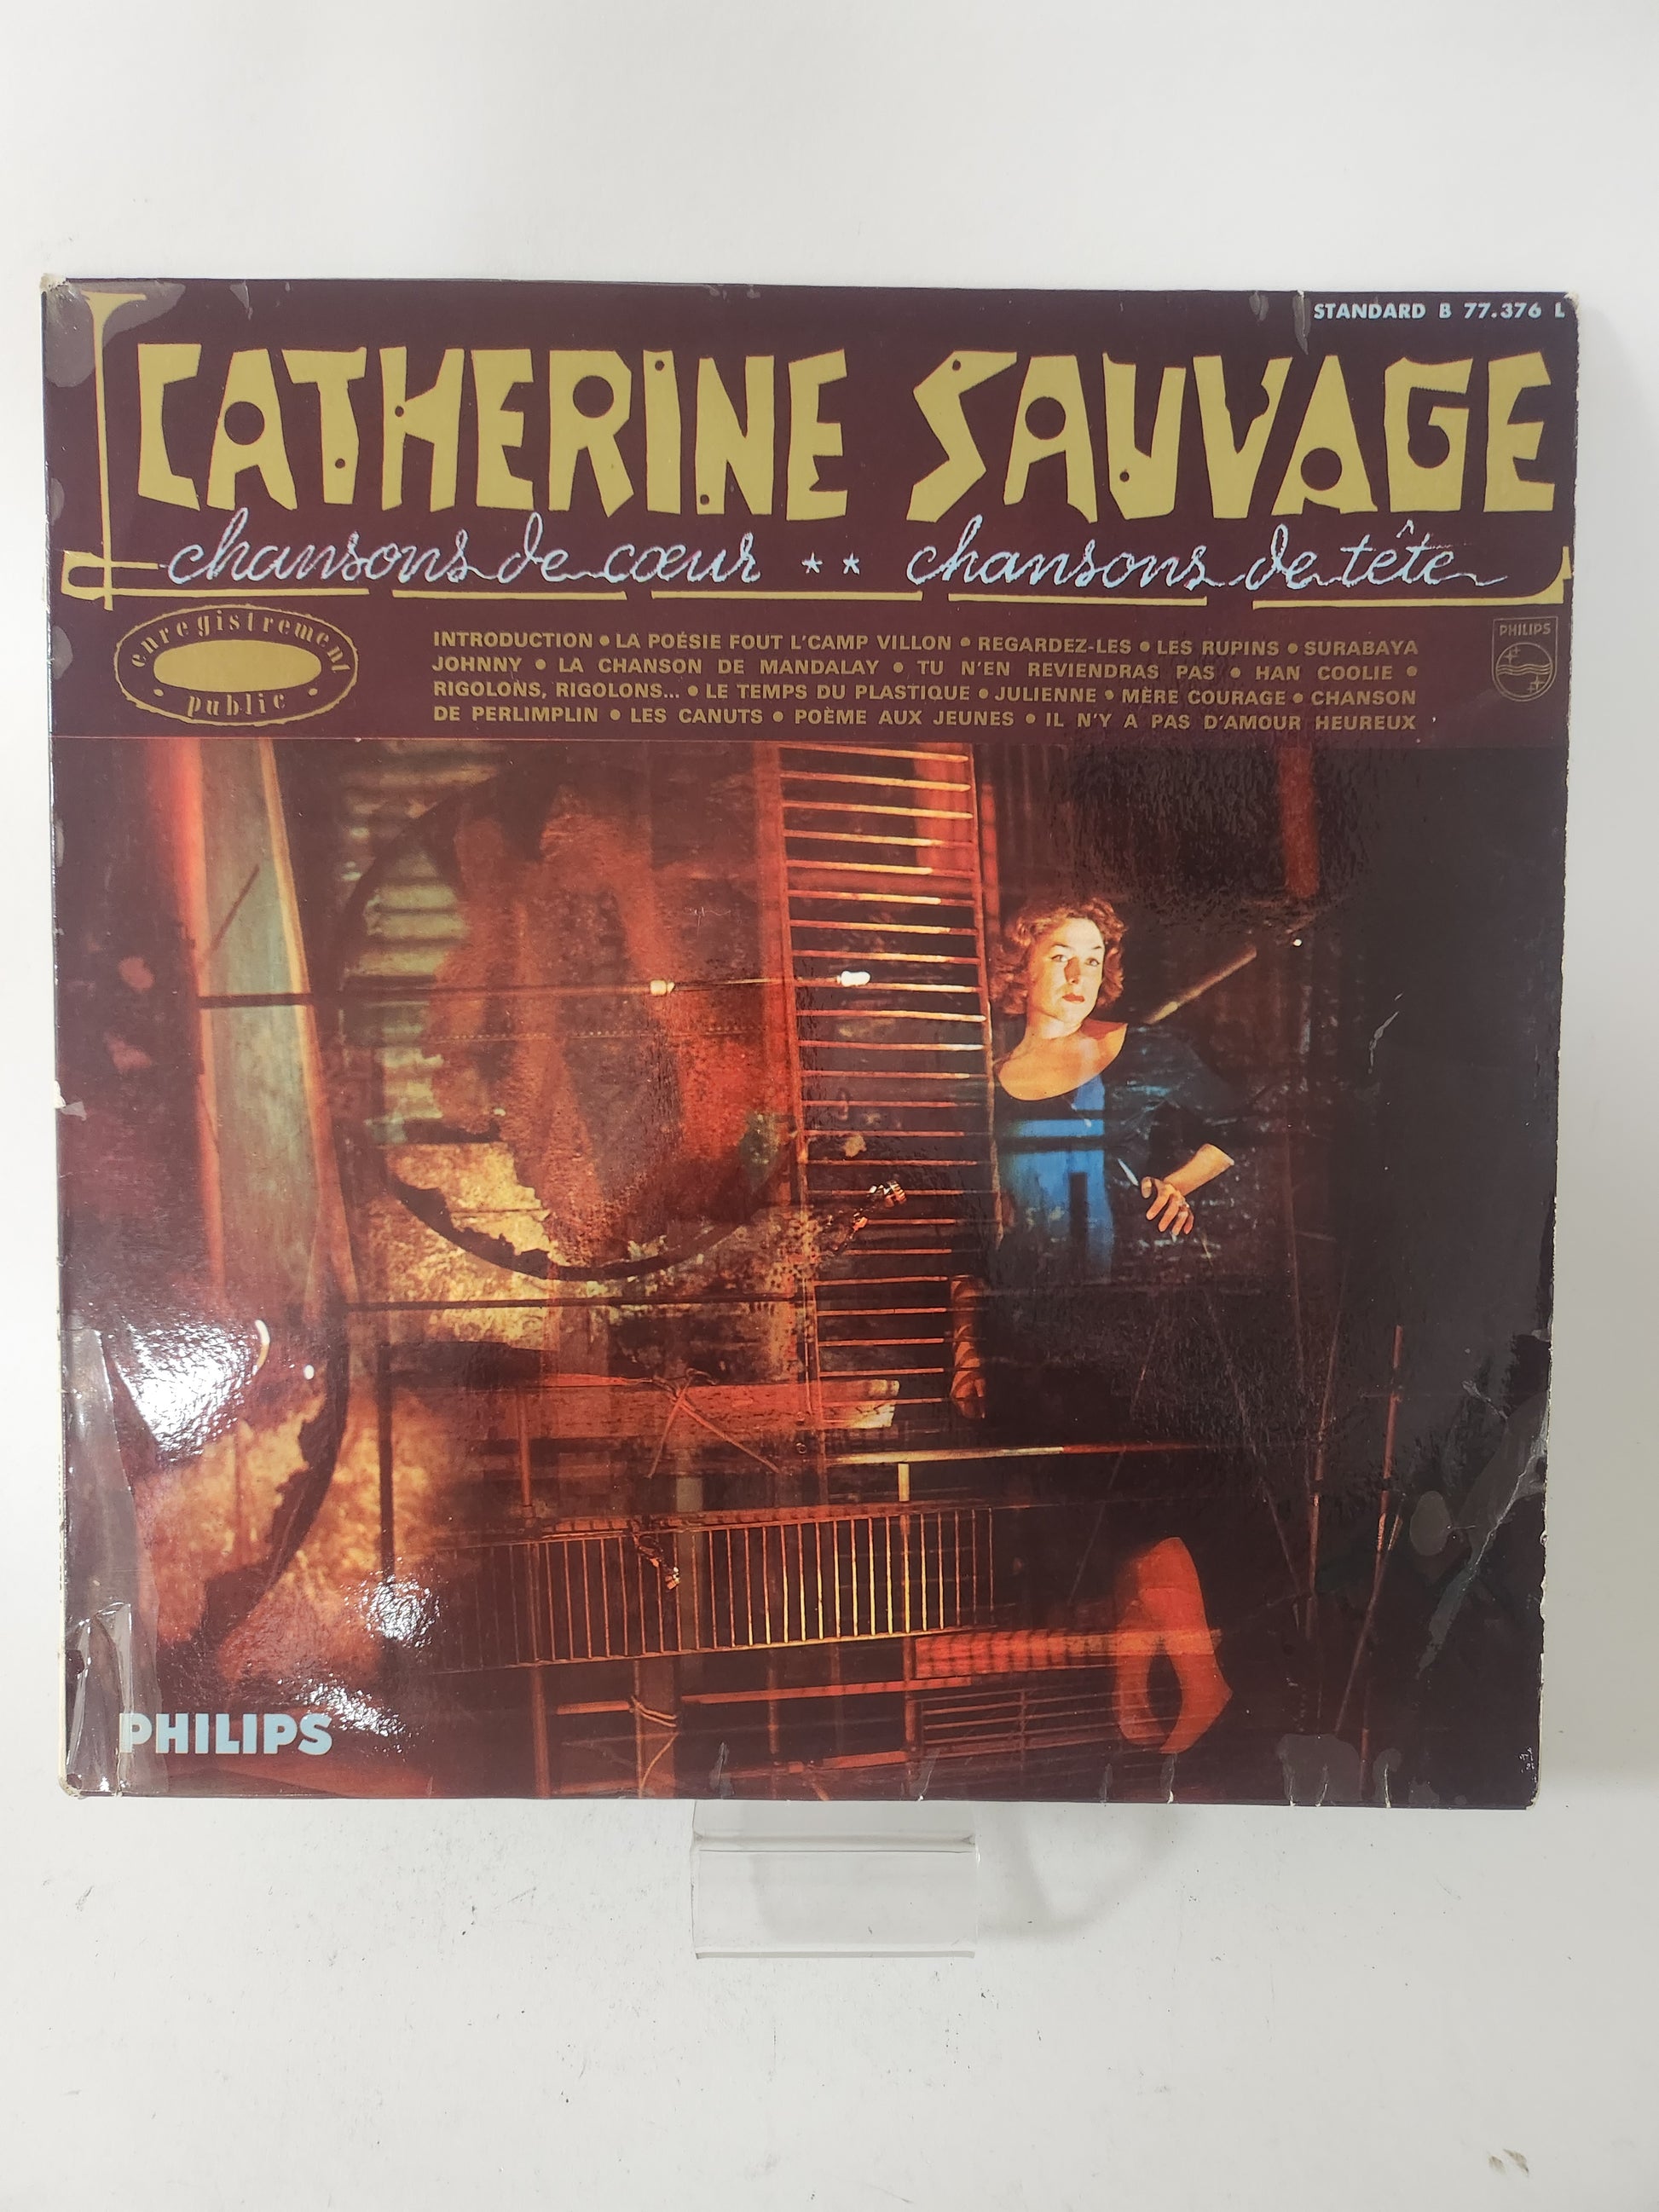 STANDARD B 77.376 L
CATHERINE SAUVAGE
chansons de cœur ** chansons de tête
enregistrement public
PHILIPS
INTRODUCTION • LA POÉSIE FOUT L'CAMP VILLON • REGARDEZ-LES • LES RUPINS • SURABAYA
JOHNNY • LA CHANSON DE MANDALAY • TU N'EN REVIENDRAS PAS • HAN COOLIE •
RIGOLONS, RIGOLONS... • LE TEMPS DU PLASTIQUE • JULIENNE • MÈRE COURAGE • CHANSON
DE PERLIMPLIN • LES CANUTS • POÈME AUX JEUNES • IL N'Y A PAS D'AMOUR HEUREUX
PHILIPS